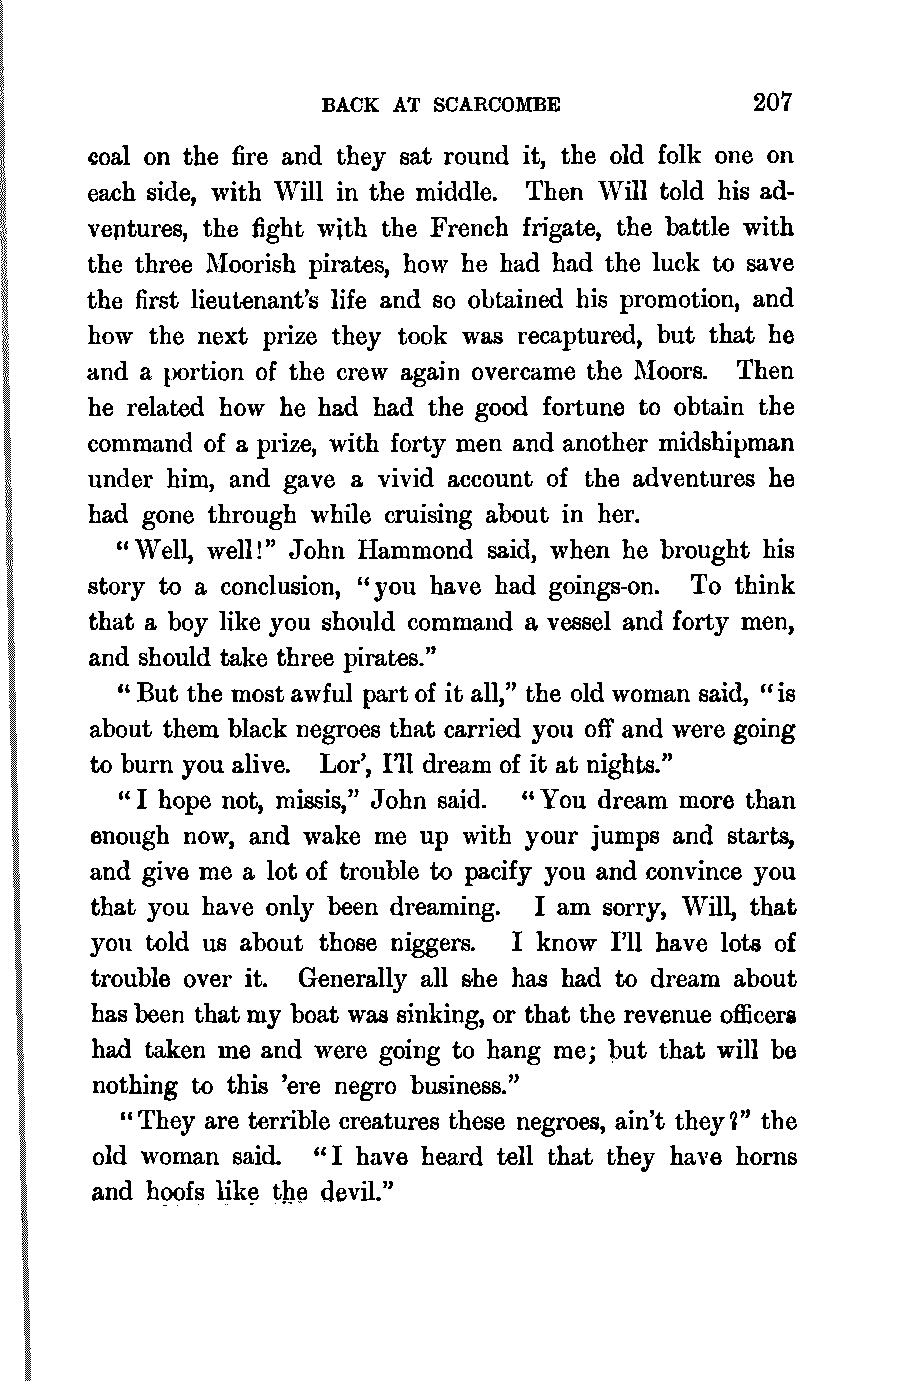 BACK AT SCARCOMBE 207
coal on the fire and they sat round it, the old folk one on
each side, with Will in the middle. Then Will told his ad-
ventures, the fight with the French frigate, the battle with
the three Moorish pirates, how he had had the luck to save
the first lieutenant's life and so obtained his promotion, and
how the next prize they took was recaptured, but that he
and a portion of the crew again overcame the Moors. Then
he related how he had had the good fortune to obtain the
command of a prize, with forty men and another midshipman
under him, and gave a vivid account of the adventures he
had gone through while cruising about in her.
"Well, well!" John Hammond said, when he brought his
story to a conclusion, "you have had goings-on. To think
that a boy like you should command a vessel and forty men,
and should take three pirates."
"But the most awful part of it all," the old woman said, "is
about them black negroes that carried you off and were going
to burn you alive. Lor', I'll dream of it at nights."
"I hope not, missis," John said. "You dream more than
enough now, and wake me up with your jumps and starts,
and give me a lot of trouble to pacify you and convince you
that you have only been dreaming. I am sorry, Will, that
you told us about those niggers. I know I'll have lots of
trouble over it. Generally all she has had to dream about
has been that my boat was sinking, or that the revenue officers
had taken me and were going to hang me; but that will be
nothing to this 'ere negro business."
"They are terrible creatures these negroes, ain't they?" the
old woman said. "I have heard tell that they have horns
and hoofs like the devil."